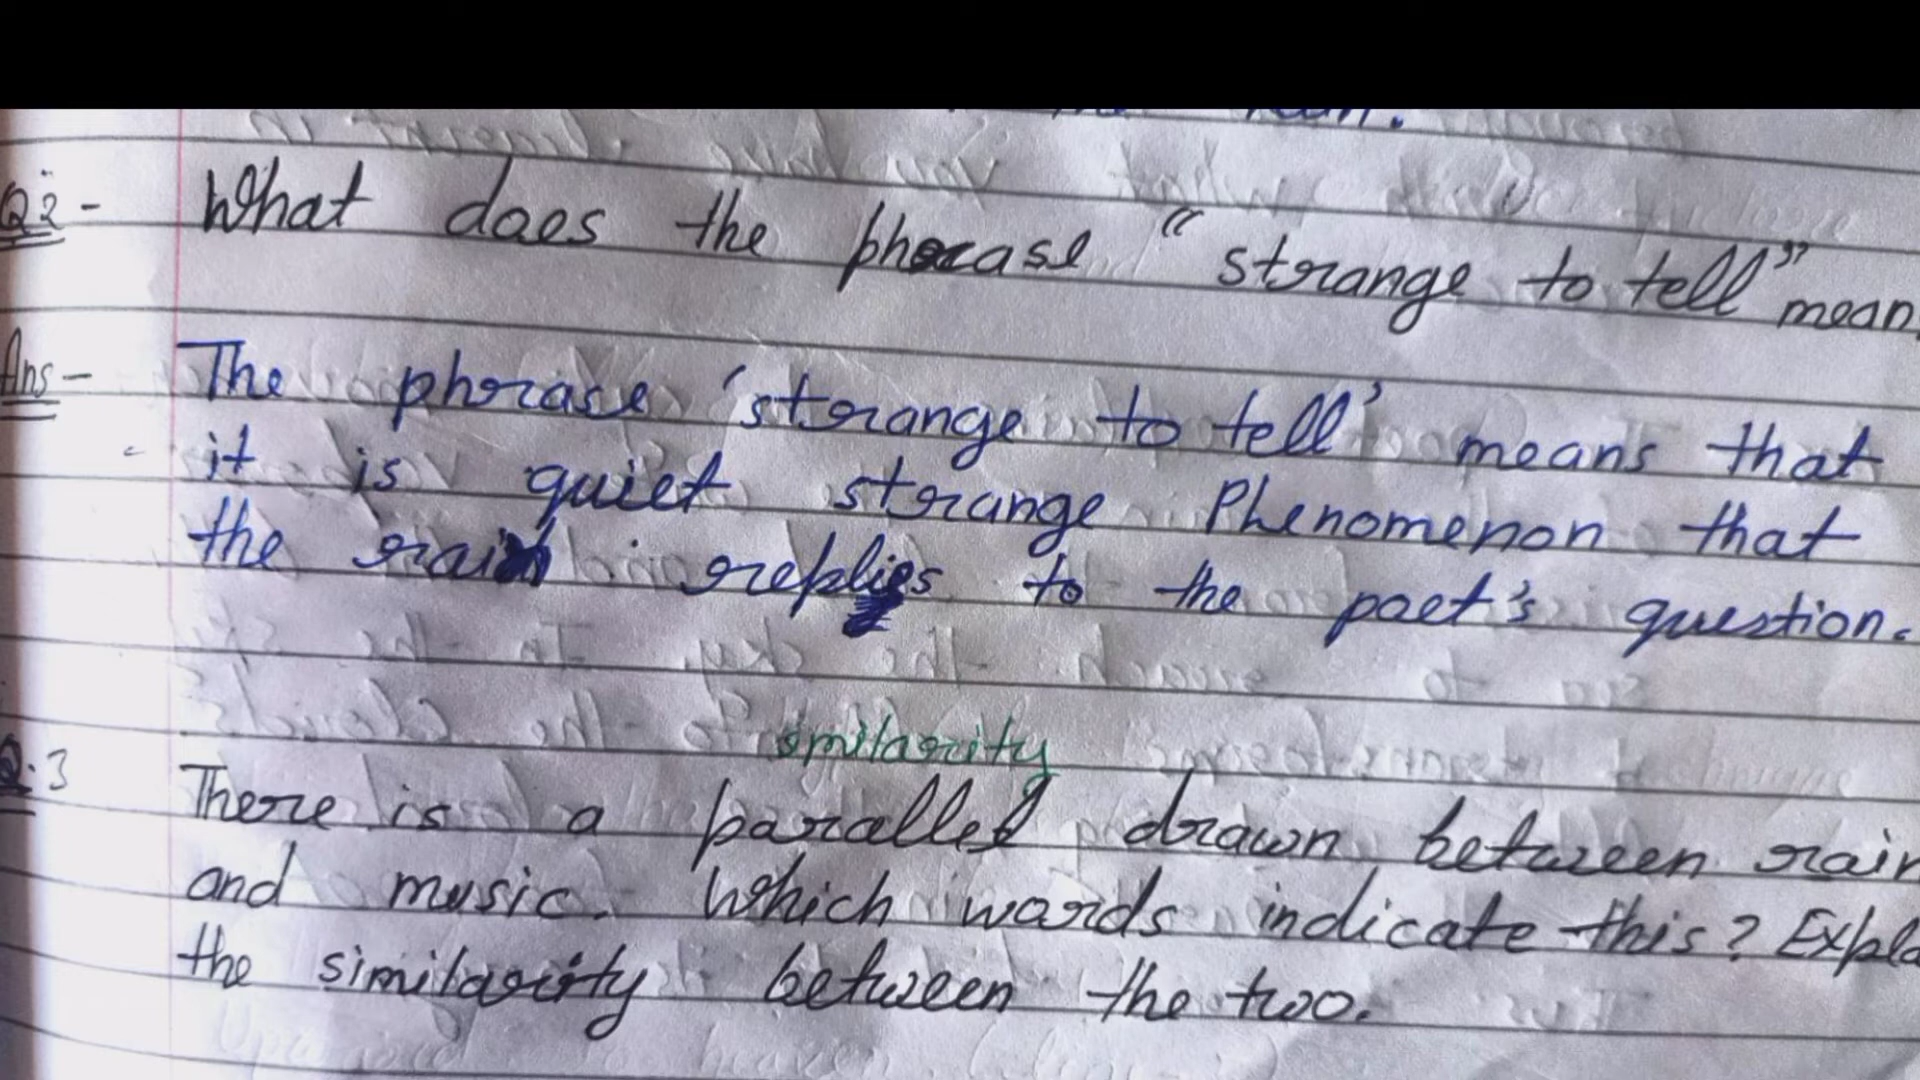 Q2- What does the phrase "strange to tell" mean
Ans- The phrase 'strange to tell' means that
it is quiet strange Phenomenon that
the rain replies to the poet's question.
smilarity
Q.3 There is a parallel drawn between rain
and music. Which words indicate this? Expla
the similarity between the two.